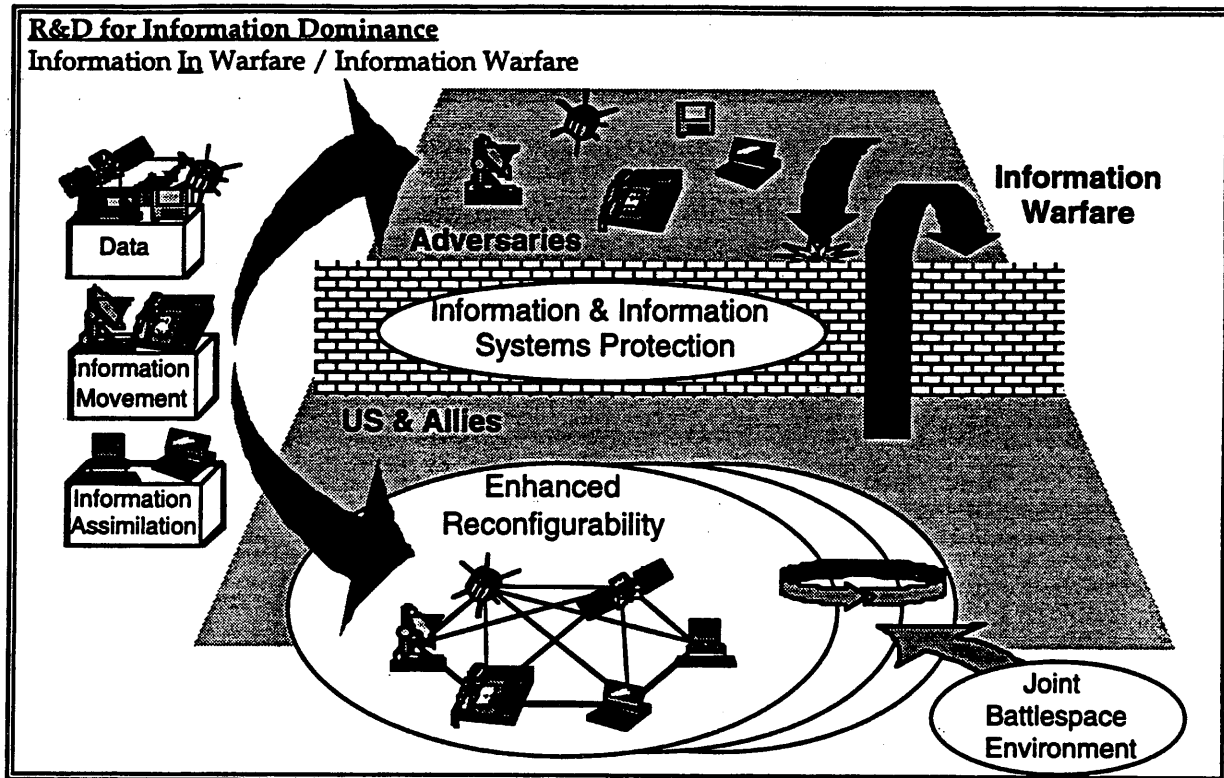 R&D for Information Dominance
Information In Warfare / Information Warfare
Data
Information
Movement
Information
Assimilation
Adversaries
Information
Warfare
Information & Information
Systems Protection
US & Allies
Enhanced
Reconfigurability
Joint
Battlespace
Environment